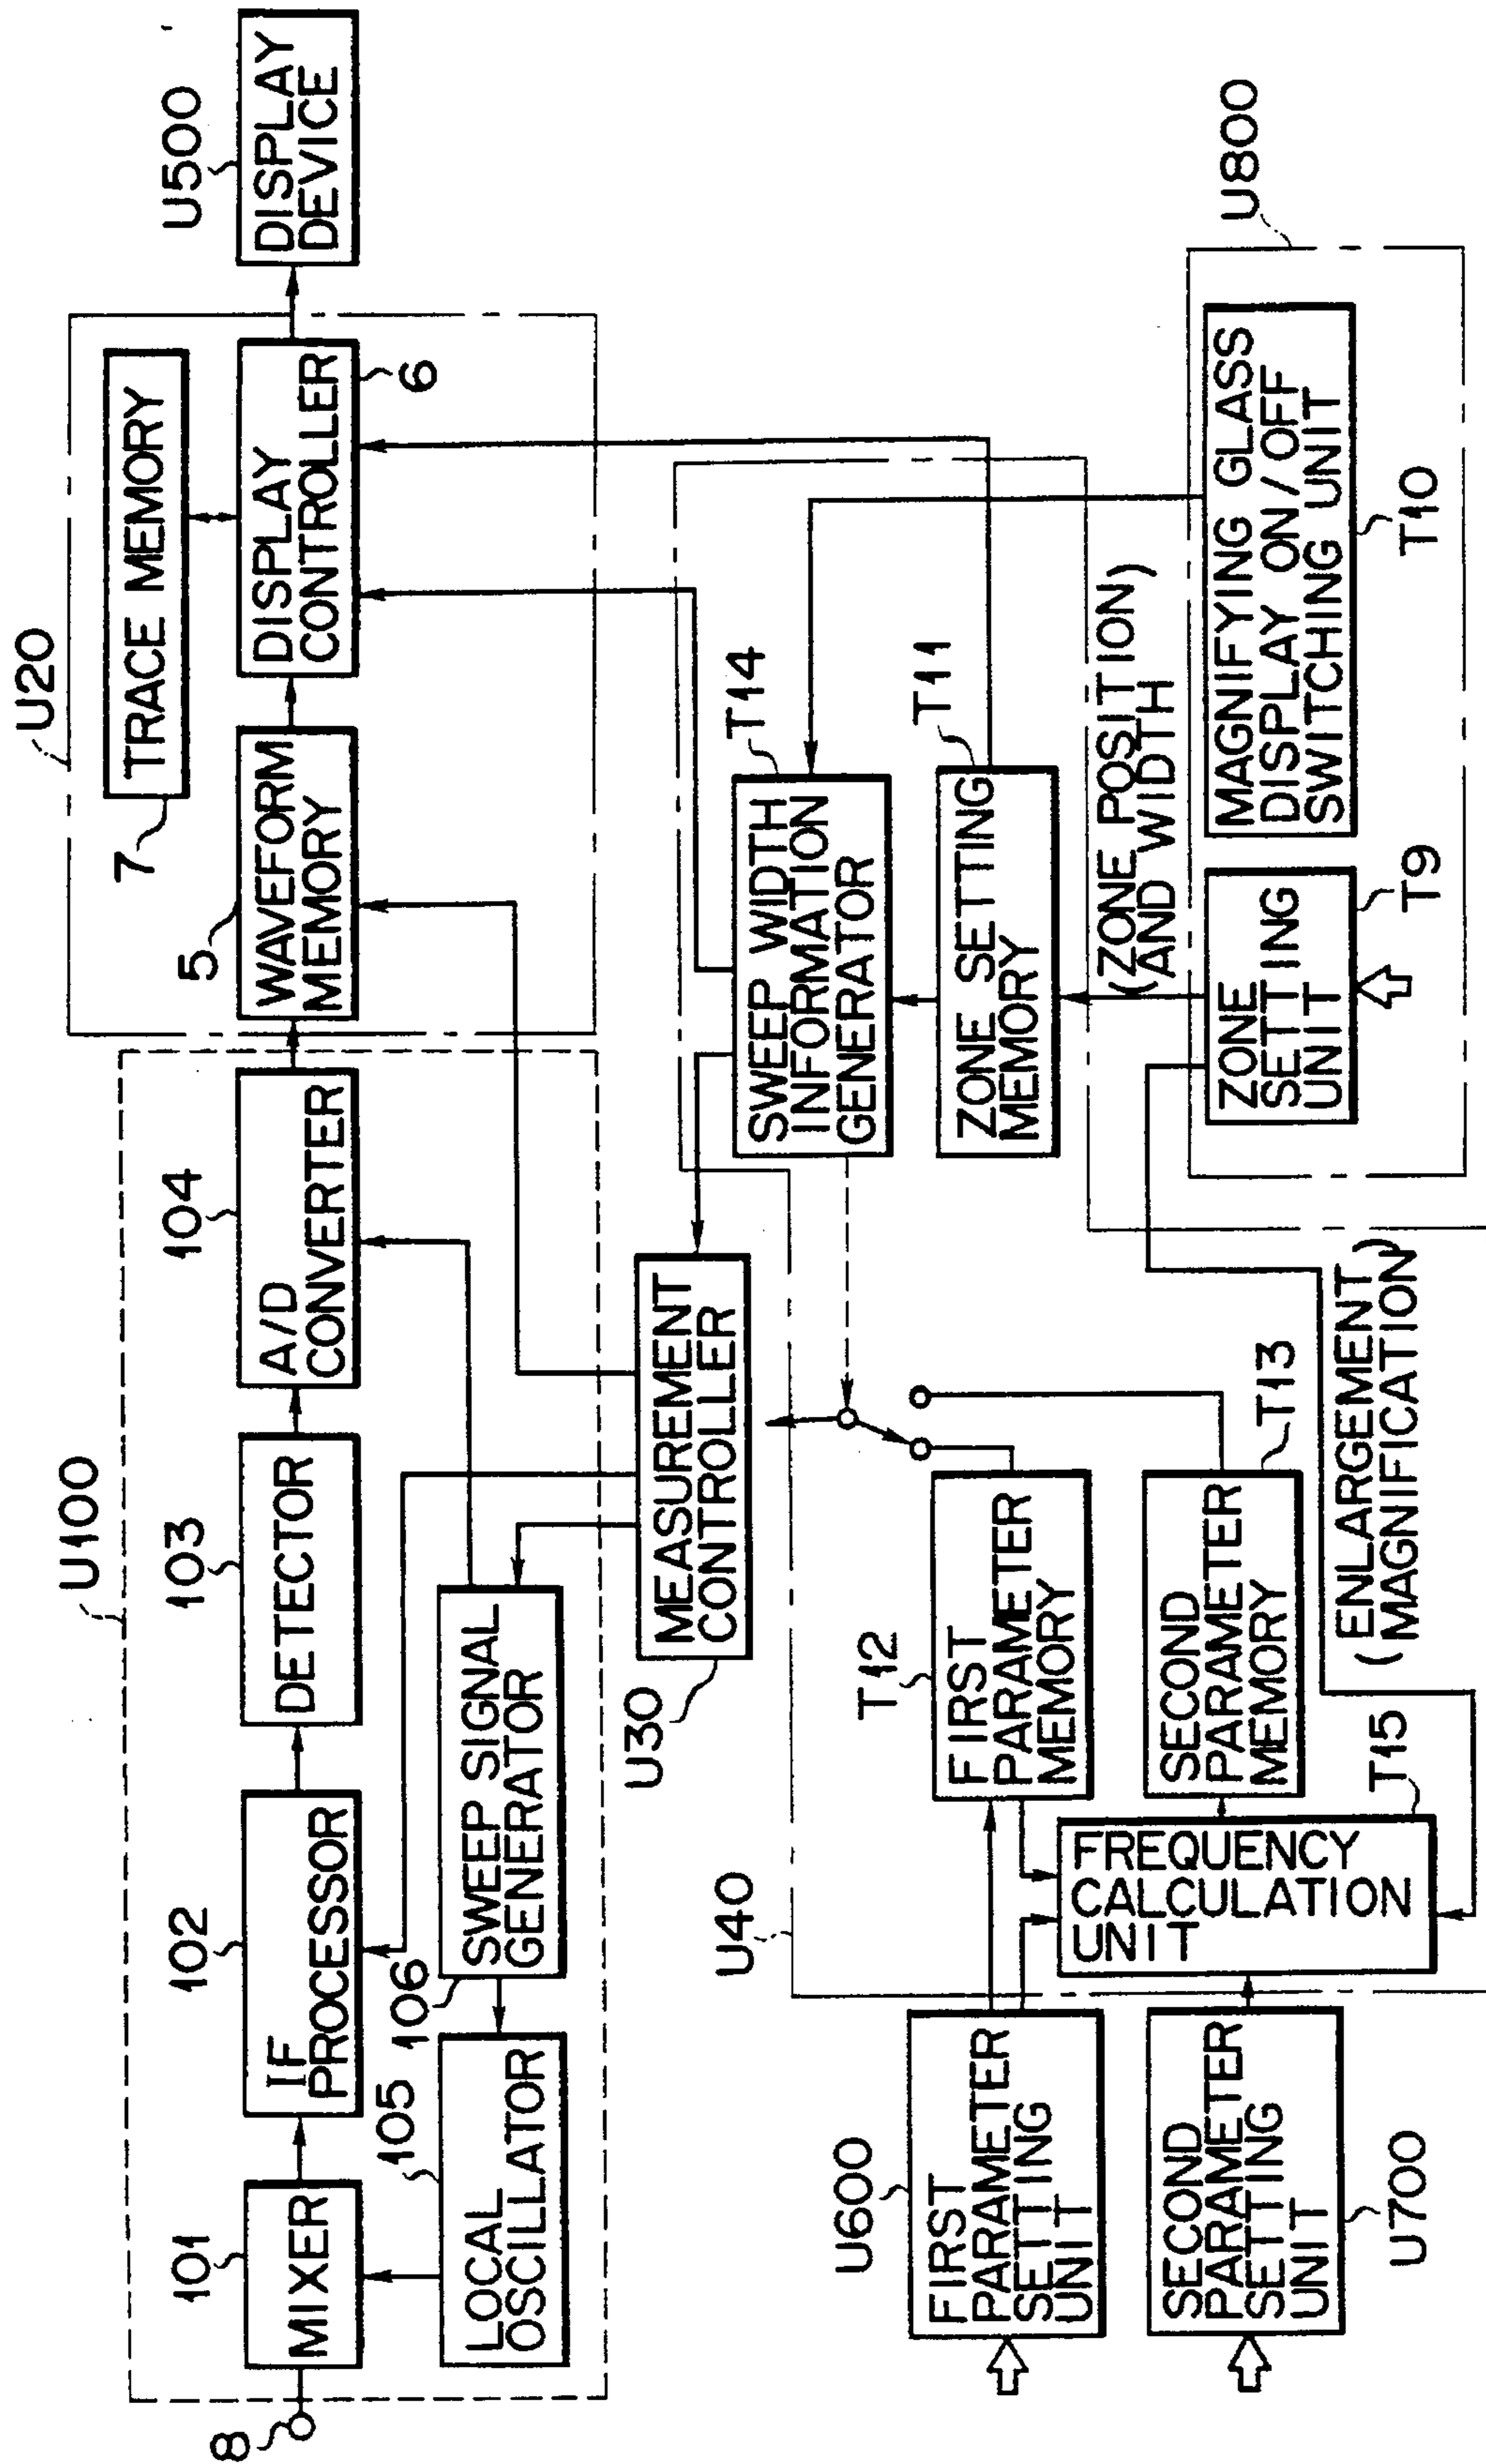 U500
DISPLAY
DEVICE
U20
TRACE MEMORY
7
DISPLAY
CONTROLLER
6
5
WAVEFORM
MEMORY
U100
104
A/D
CONVERTER
103
DETECTOR
102
IF
PROCESSOR
101
MIXER
8
105
LOCAL
OSCILLATOR
106
SWEEP SIGNAL
GENERATOR
MEASUREMENT
CONTROLLER
U30
T14
SWEEP WIDTH
INFORMATION
GENERATOR
T11
ZONE SETTING
MEMORY
(ZONE POSITION)
(AND WIDTH
U800
MAGNIFYING GLASS
DISPLAY ON/OFF
SWITCHING UNIT
T10
ZONE
SETTING
UNIT
T9
U40
T12
FIRST
PARAMETER
MEMORY
T13
SECOND
PARAMETER
MEMORY
(ENLARGEMENT)
(MAGNIFICATION)
T15
FREQUENCY
CALCULATION
UNIT
U600
FIRST
PARAMETER
SETTING
UNIT
SECOND
PARAMETER
SETTING
UNIT
U700